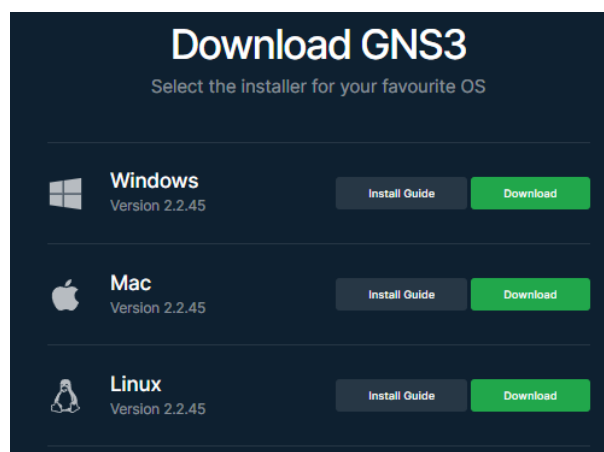 Download GNS3
Select the installer for your favourite OS
Windows
Version 2.2.45
Install Guide
Download
Mac
Version 2.2.45
Install Guide
Download
Linux
Version 2.2.45
Install Guide
Download